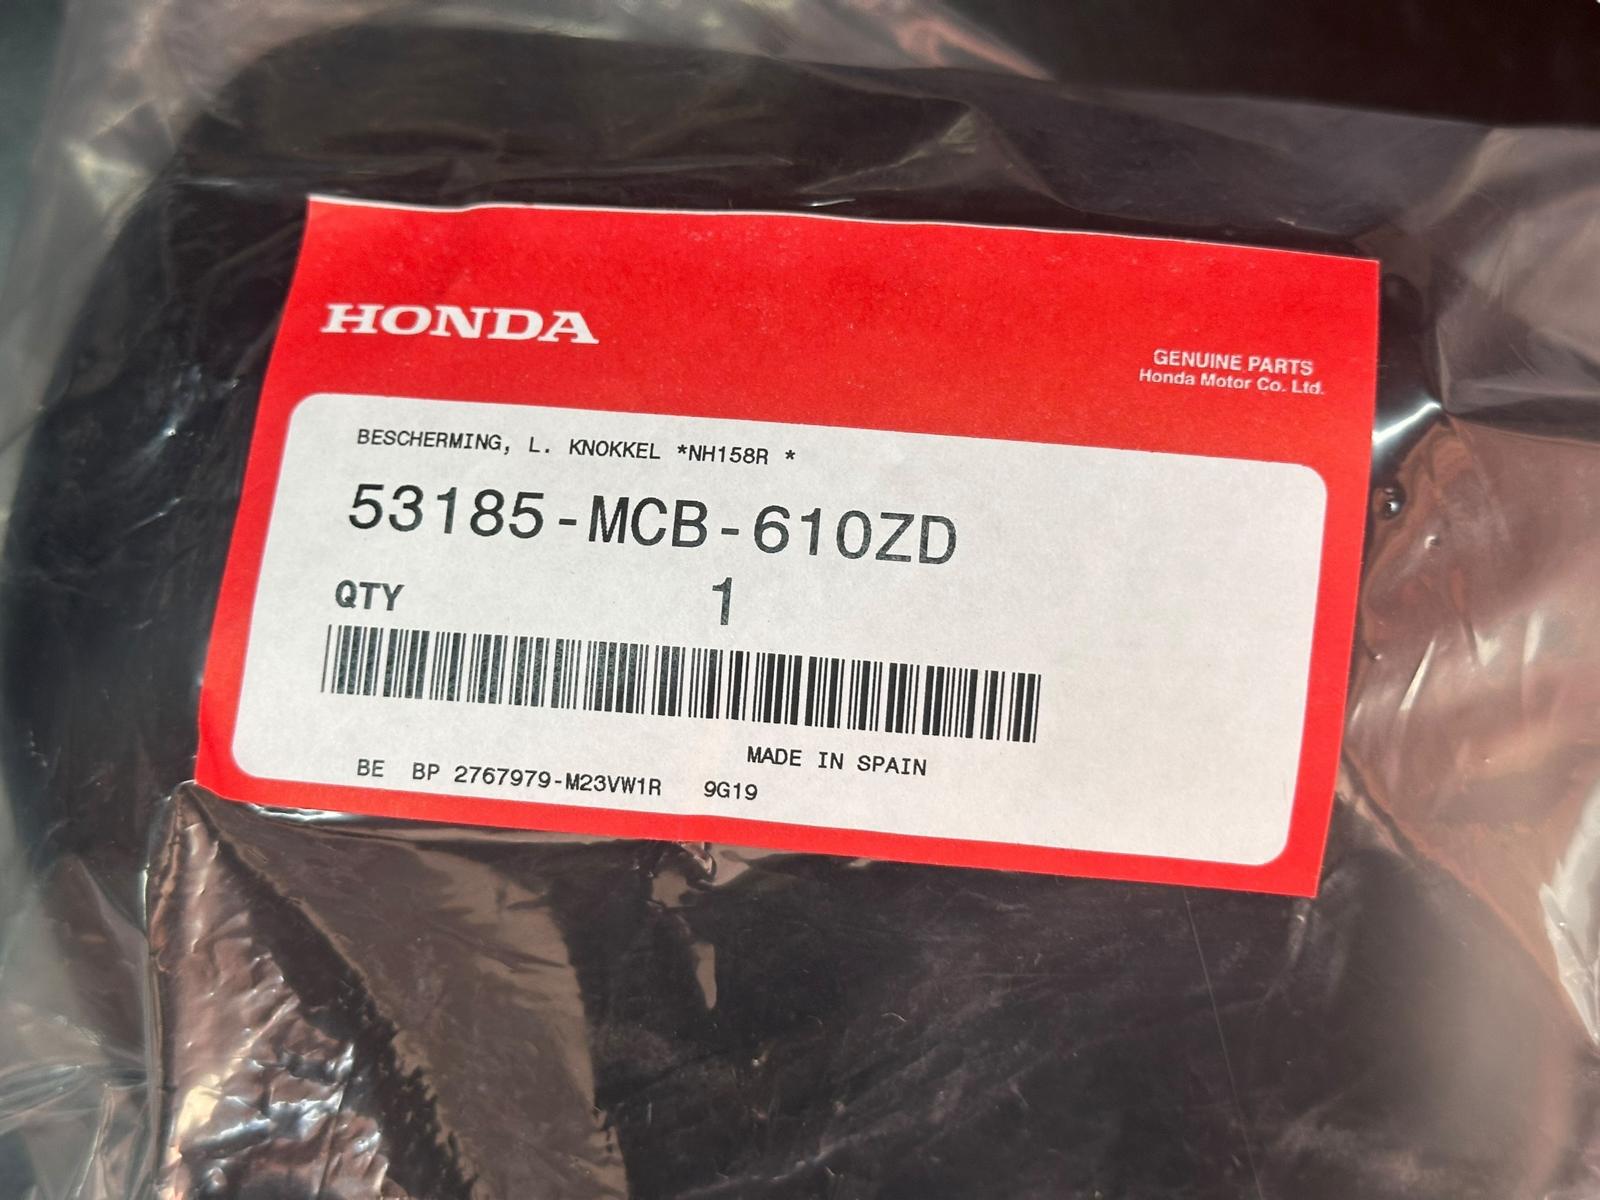 HONDA
GENUINE PARTS
Honda Motor Co. Ltd.
BESCHERMING, L. KNOKKEL *NH158R *
53185-MCB-610ZD
QTY 1
MADE IN SPAIN
BE BP 2767979-M23VW1R 9G19